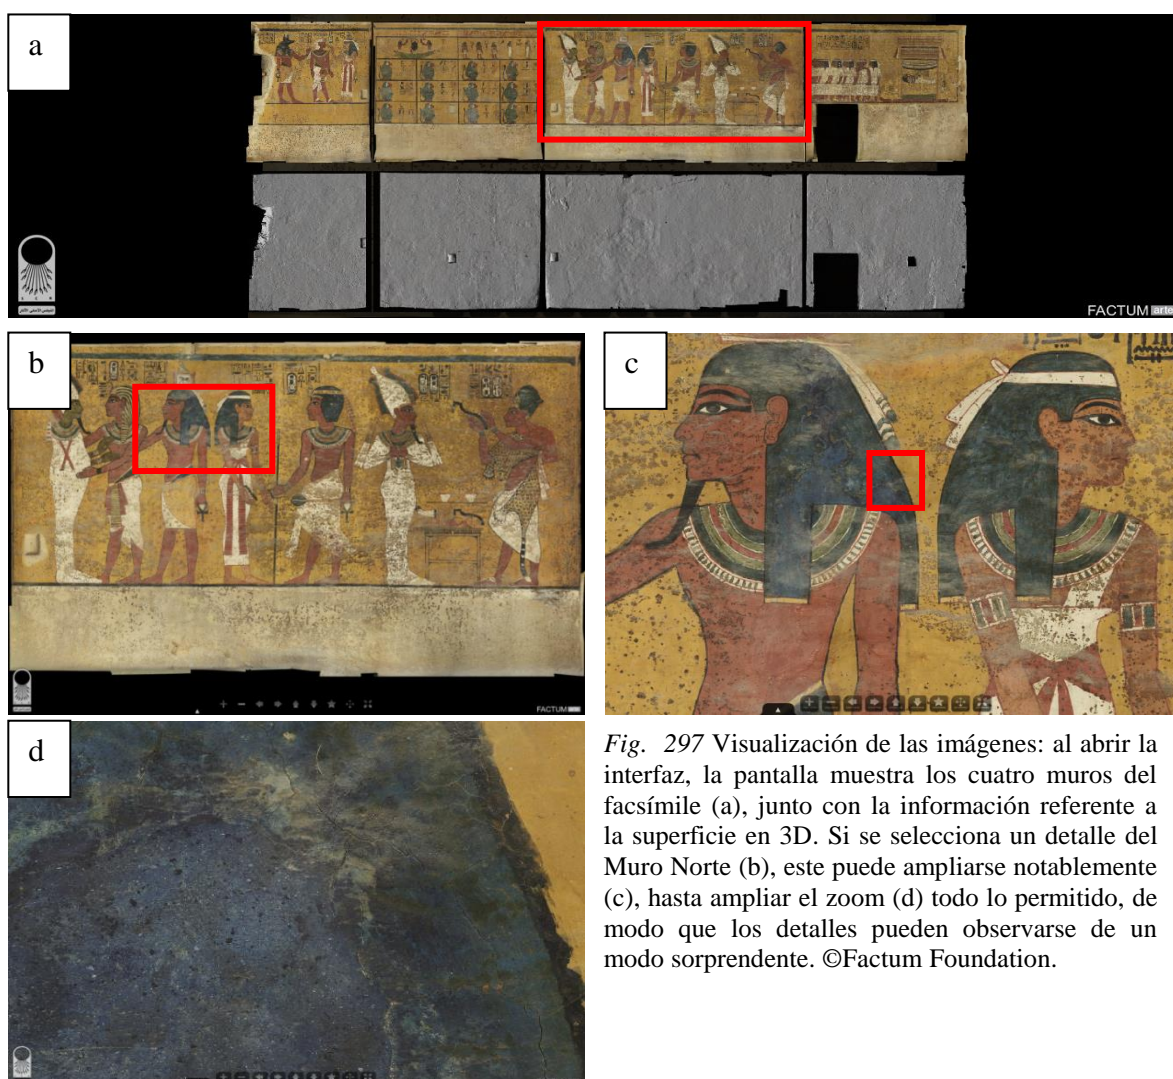 a
FACTUM arte
b
FACTUM arte
c
d
Fig. 297 Visualización de las imágenes: al abrir la
interfaz, la pantalla muestra los cuatro muros del
facsímile (a), junto con la información referente a
la superficie en 3D. Si se selecciona un detalle del
Muro Norte (b), este puede ampliarse notablemente
(c), hasta ampliar el zoom (d) todo lo permitido, de
modo que los detalles pueden observarse de un
modo sorprendente. ©Factum Foundation.